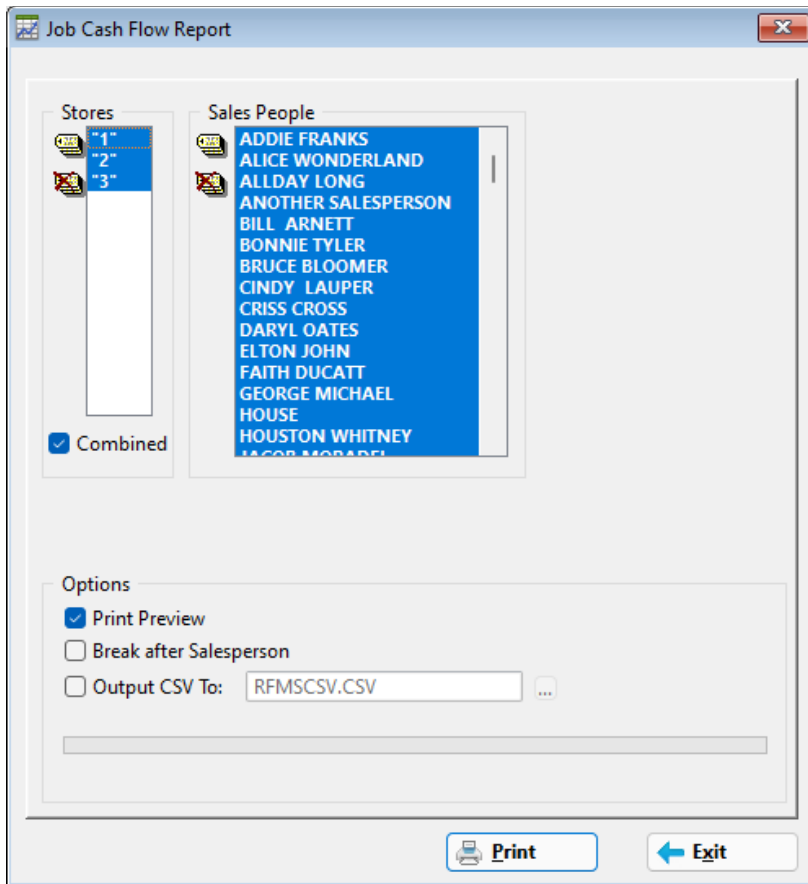 Job Cash Flow Report
Stores
"1"
"2"
"3"
Combined
Sales People
ADDIE FRANKS
ALICE WONDERLAND
ALLDAY LONG
ANOTHER SALESPERSON
BILL  ARNETT
BONNIE TYLER
BRUCE BLOOMER
CINDY  LAUPER
CRISS CROSS
DARYL OATES
ELTON JOHN
FAITH DUCATT
GEORGE MICHAEL
HOUSE
HOUSTON WHITNEY
JACOB
Options
Print Preview
Break after Salesperson
Output CSV To: RFMSCSV.CSV ...
Print Exit